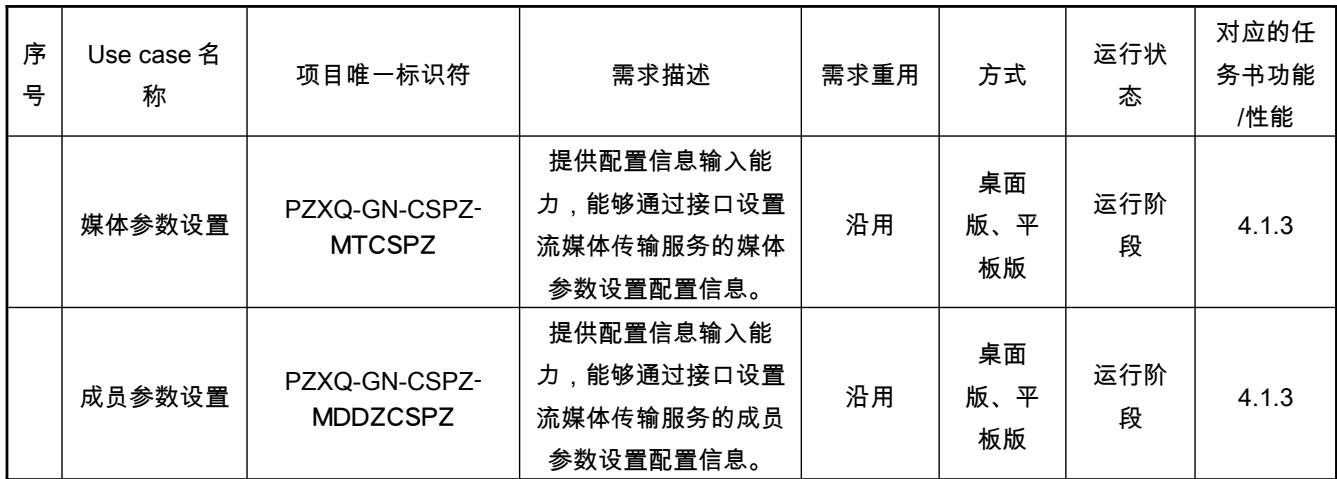 序号
Use case 名称
项目唯一标识符
需求描述
需求重用
方式
运行状态
对应的任务书功能/性能
媒体参数设置
PZXQ-GN-CSPZ-
MTCSPZ
提供配置信息输入能
力，能够通过接口设置
流媒体传输服务的媒体
参数设置配置信息。
沿用
桌面
版、平
板版
运行阶
段
4.1.3
成员参数设置
PZXQ-GN-CSPZ-
MDDZCSPZ
提供配置信息输入能
力，能够通过接口设置
流媒体传输服务的成员
参数设置配置信息。
沿用
桌面
版、平
板版
运行阶
段
4.1.3